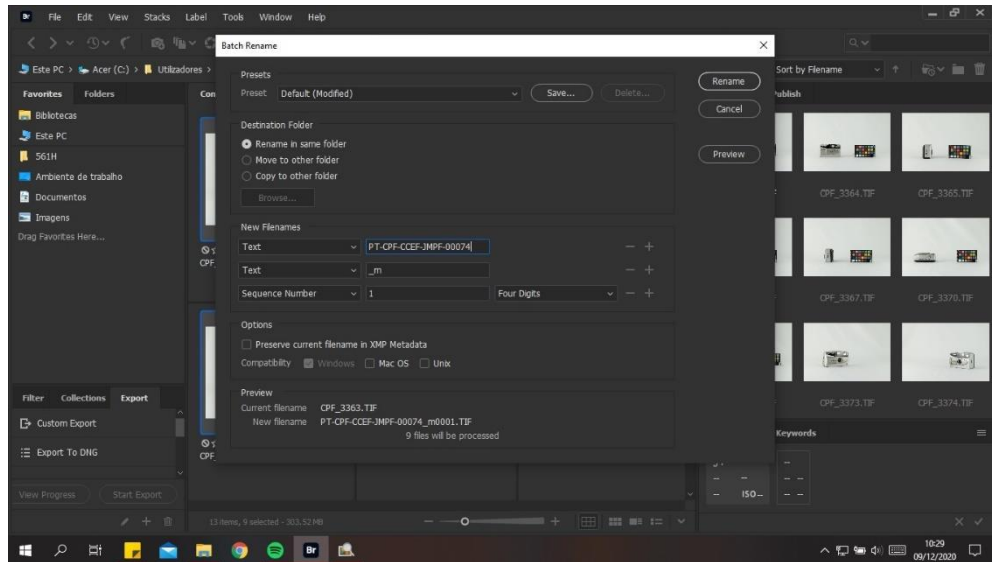 Br File Edit View Stacks Label Tools Window Help
Este PC > Acer (C:) > Utilizadores >
Sort by Filename
Favorites Folders
Con
Publish
Bibliotecas
Este PC
561H
Ambiente de trabalho
Documentos
Imagens
Drag Favorites Here...
CPF_
Batch Rename
Presets
Preset Default (Modified) Save... Delete...
Rename
Cancel
Preview
Destination Folder
Rename in same folder
Move to other folder
Copy to other folder
Browse...
New Filenames
Text PT-CPF-CCEF-JMPF-00074
Text _m
Sequence Number 1 Four Digits
Options
Preserve current filename in XMP Metadata
Compatibility Windows Mac OS Unix
Preview
Current filename CPF_3363.TIF
New filename PT-CPF-CCEF-JMPF-00074_m0001.TIF
9 files will be processed
CPF_3364.TIF CPF_3365.TIF
CPF_3367.TIF CPF_3370.TIF
CPF_3373.TIF CPF_3374.TIF
Filter Collections Export
Custom Export
Export To DNG
View Progress Start Export
CPF_
Keywords
-- --
-- -- --
-- ISO-- -- --
13 items, 9 selected - 303,52 MB
Br
10:29
09/12/2020